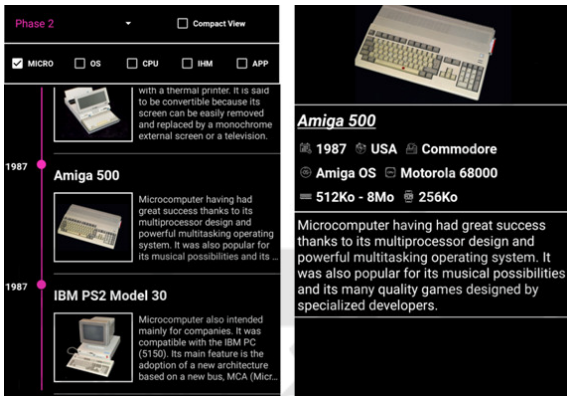 Phase 2
Compact View
MICRO OS CPU IHM APP
with a thermal printer. It is said
to be convertible because its
screen can be easily removed
and replaced by a monochrome
external screen or a television.
1987
Amiga 500
Microcomputer having had
great success thanks to its
multiprocessor design and
powerful multitasking operating
system. It was also popular for
its musical possibilities and its ...
1987
IBM PS2 Model 30
Microcomputer also intended
mainly for companies. It was
compatible with the IBM PC
(5150). Its main feature is the
adoption of a new architecture
based on a new bus, MCA (Micr...
Amiga 500
1987 USA Commodore
Amiga OS Motorola 68000
512Ko - 8Mo 256Ko
Microcomputer having had great success
thanks to its multiprocessor design and
powerful multitasking operating system. It
was also popular for its musical possibilities
and its many quality games designed by
specialized developers.